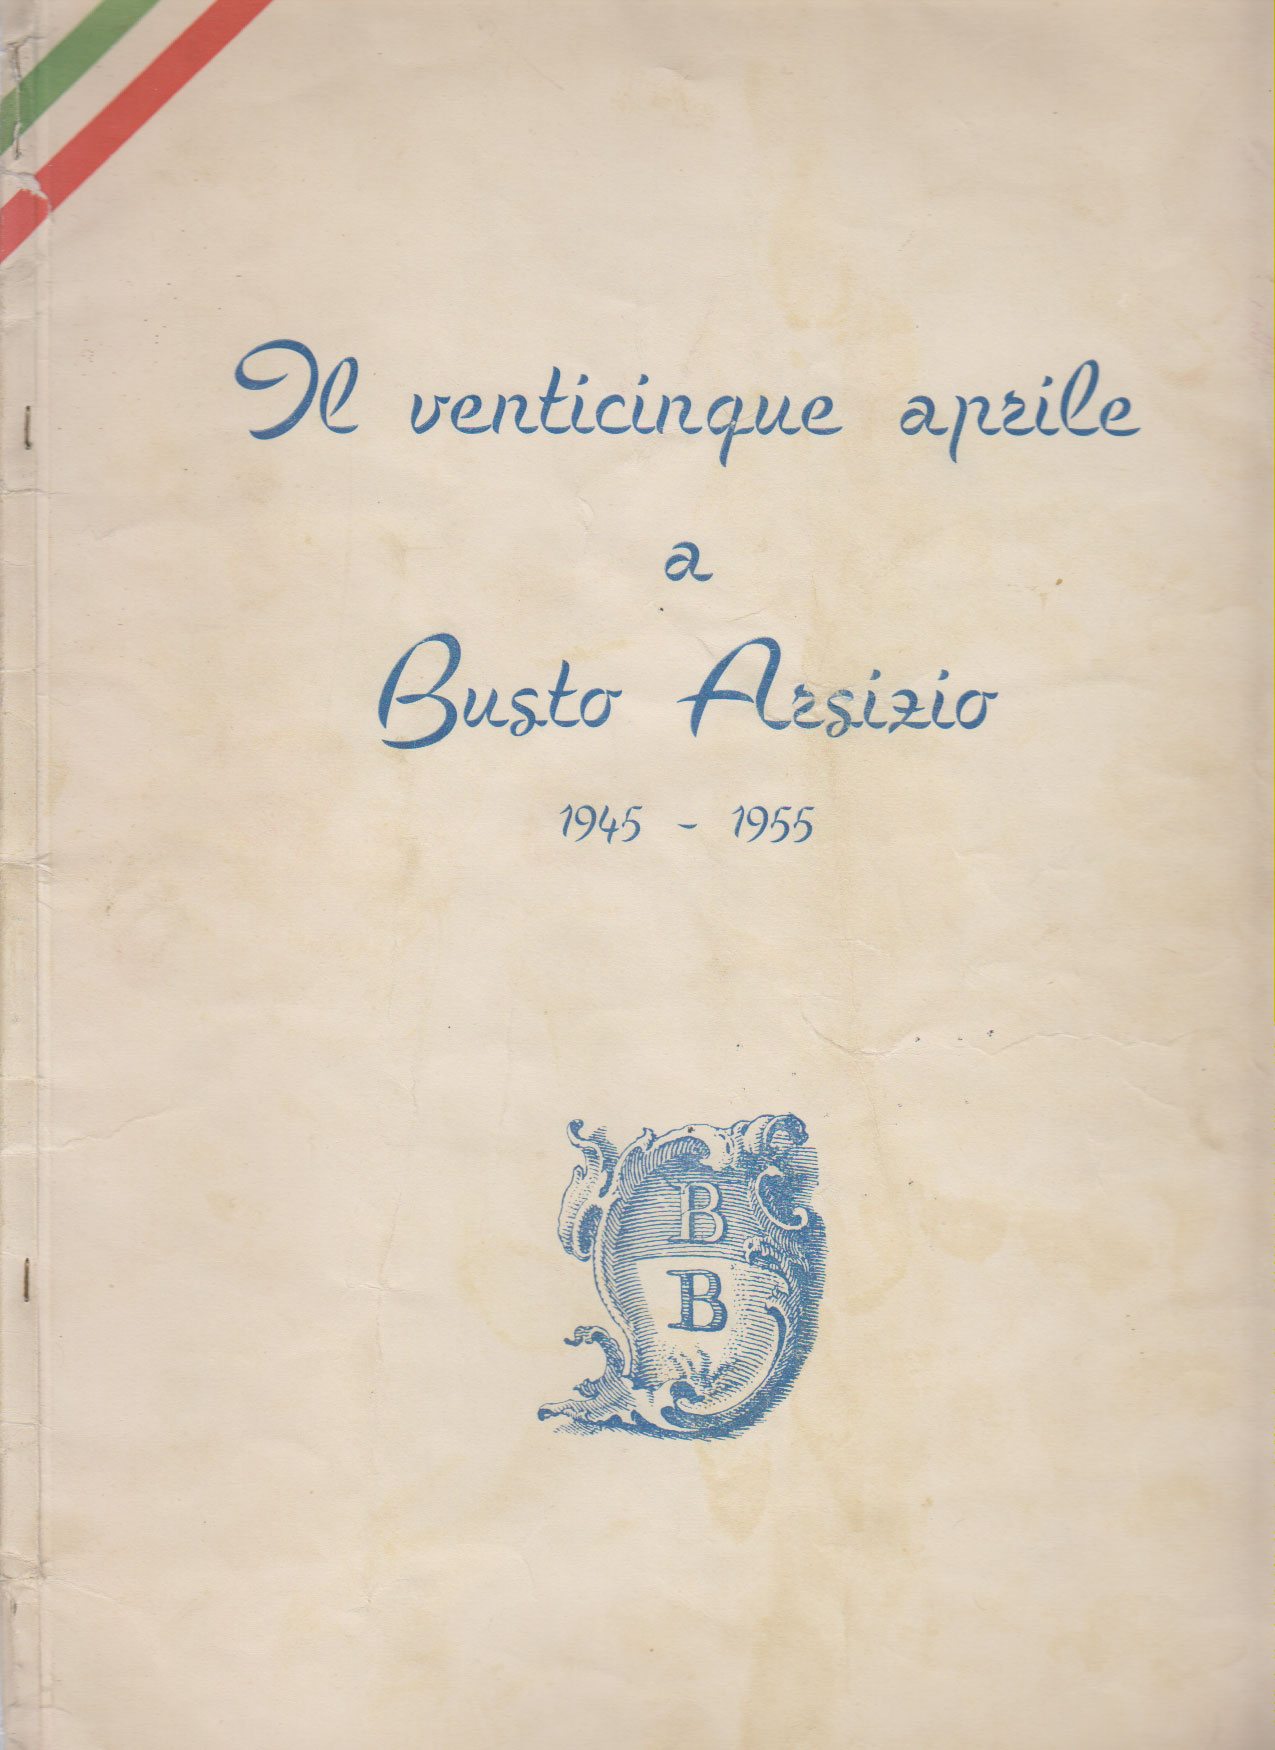 Il venticinque aprile
a
Busto Arsizio
1945 - 1955
B
B